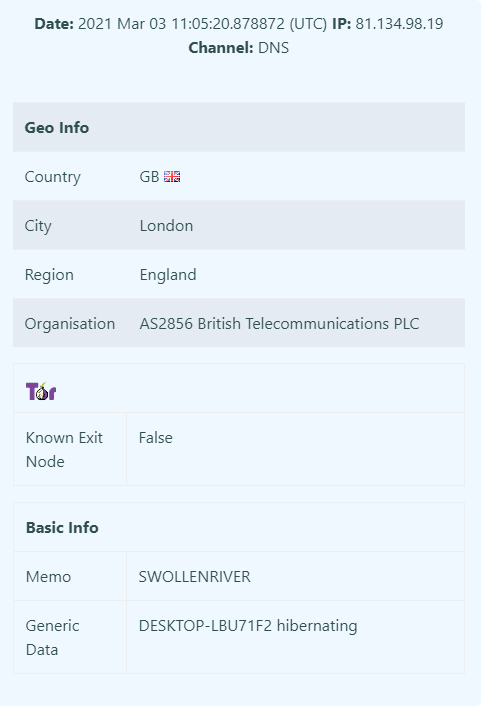 Date: 2021 Mar 03 11:05:20.878872 (UTC) IP: 81.134.98.19
Channel: DNS
Geo Info
Country GB
City London
Region England
Organisation AS2856 British Telecommunications PLC
Tor
Known Exit Node False
Basic Info
Memo SWOLLENRIVER
Generic Data DESKTOP-LBU71F2 hibernating